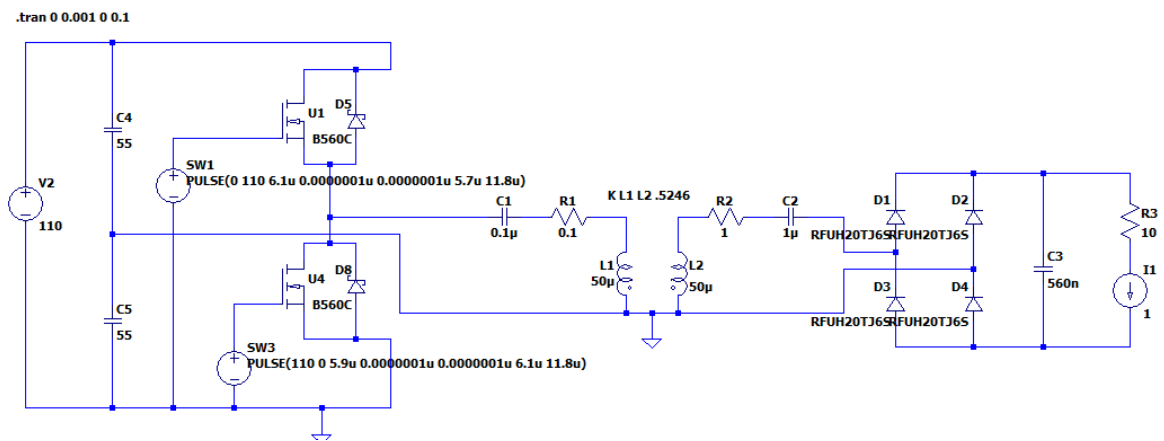 .tran 0 0.001 0 0.1
C4
55
D5
U1
B560C
SW1
PULSE(0 110 6.1u 0.0000001u 0.0000001u 5.7u 11.8u)
V2
110
C1
0.1µ
R1
0.1
K L1 L2 .5246
R2
1
C2
1µ
D1
D2
RFUH20TJ6S
RFUH20TJ6S
R3
10
L1
50µ
L2
50µ
U4
D8
B560C
C5
55
D3
D4
RFUH20TJ6S
RFUH20TJ6S
C3
560n
I1
1
SW3
PULSE(110 0 5.9u 0.0000001u 0.0000001u 6.1u 11.8u)